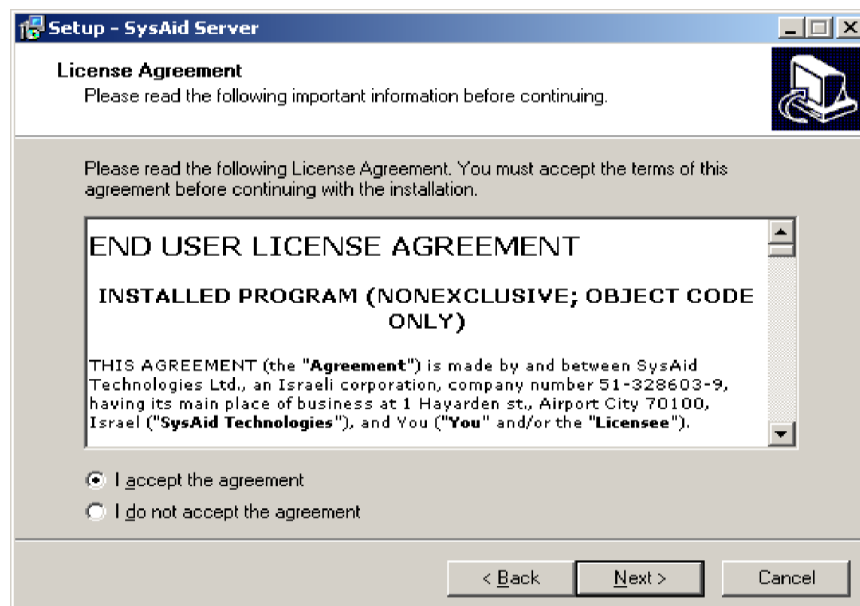 Setup - SysAid Server
License Agreement
Please read the following important information before continuing.
Please read the following License Agreement. You must accept the terms of this
agreement before continuing with the installation.
END USER LICENSE AGREEMENT
INSTALLED PROGRAM (NONEXCLUSIVE; OBJECT CODE
ONLY)
THIS AGREEMENT (the "Agreement") is made by and between SysAid
Technologies Ltd., an Israeli corporation, company number 51-328603-9,
having its main place of business at 1 Hayarden st., Airport City 70100,
Israel ("SysAid Technologies"), and You ("You" and/or the "Licensee").
I accept the agreement
I do not accept the agreement
< Back Next > Cancel